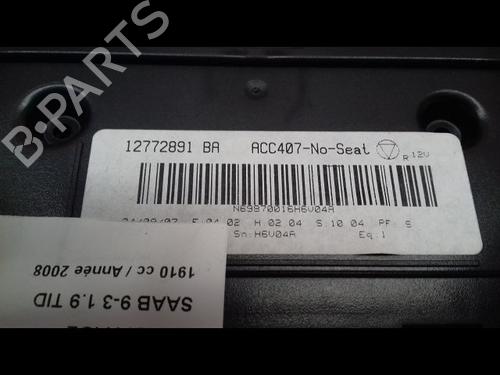 B-PARTS
12772891 BA ACC407-No-Seat R 12V
N69970016H6V04A
E:04 02 H:02 04 S:10 04 PF: S
Sn:H6V04A Eq:1
SAAB 9-3 1.9 TID
1910 cc / Année 2008